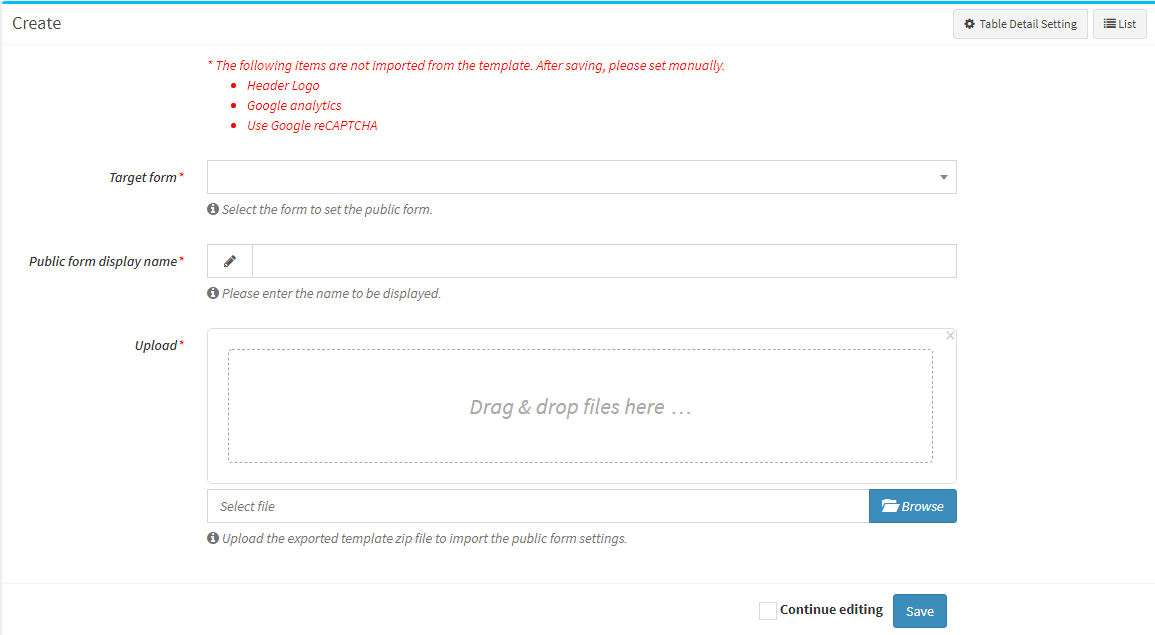 Create
Table Detail Setting
List
* The following items are not imported from the template. After saving, please set manually.
Header Logo
Google analytics
Use Google reCAPTCHA
Target form*
Select the form to set the public form.
Public form display name*
Please enter the name to be displayed.
Upload*
Drag & drop files here …
Select file
Browse
Upload the exported template zip file to import the public form settings.
Continue editing
Save